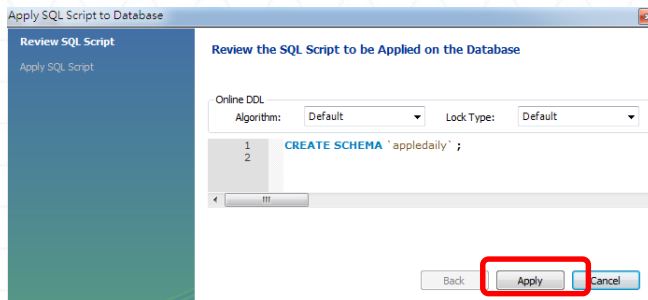 Apply SQL Script to Database
Review SQL Script
Apply SQL Script
Review the SQL Script to be Applied on the Database
Online DDL
Algorithm: Default Lock Type: Default
1 CREATE SCHEMA `appledaily` ;
2
Back Apply Cancel